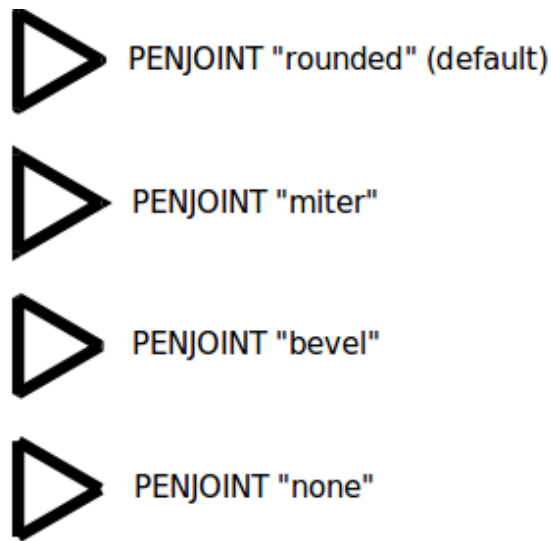 PENJOINT "rounded" (default)
PENJOINT "miter"
PENJOINT "bevel"
PENJOINT "none"